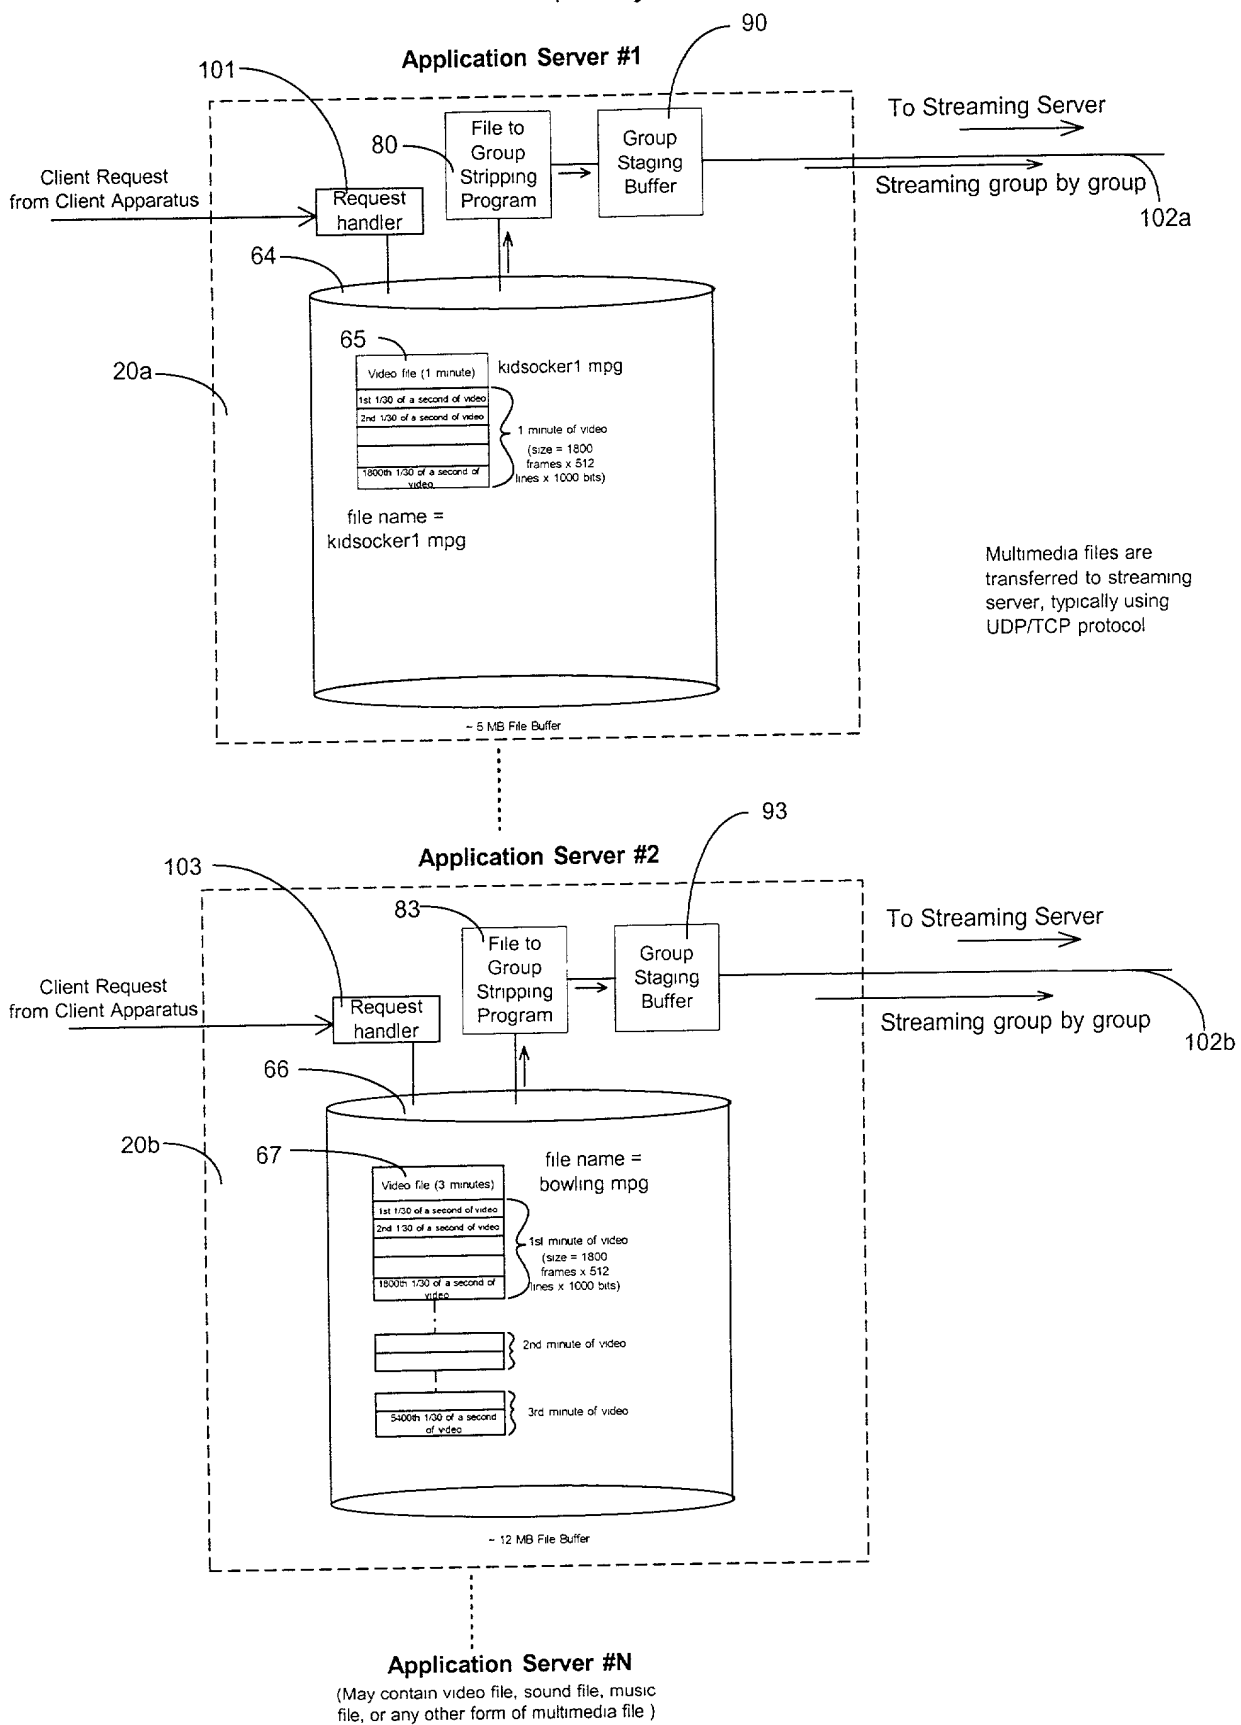 90
Application Server #1
101
To Streaming Server
80
File to
Group
Stripping
Program
Group
Staging
Buffer
Client Request
from Client Apparatus
Request
handler
Streaming group by group
102a
64
65
Video file (1 minute)
kidsocker1 mpg
20a
1st 1/30 of a second of video
2nd 1/30 of a second of video
1 minute of video
(size = 1800
frames x 512
lines x 1000 bits)
1800th 1/30 of a second of
video
file name =
kidsocker1 mpg
Multimedia files are
transferred to streaming
server, typically using
UDP/TCP protocol
~ 5 MB File Buffer
93
Application Server #2
103
83
To Streaming Server
File to
Group
Stripping
Program
Group
Staging
Buffer
Client Request
from Client Apparatus
Request
handler
Streaming group by group
102b
66
20b
67
file name =
bowling mpg
Video file (3 minutes)
1st 1/30 of a second of video
2nd 1/30 of a second of video
1st minute of video
(size = 1800
frames x 512
lines x 1000 bits)
1800th 1/30 of a second of
video
2nd minute of video
3rd minute of video
5400th 1/30 of a second
of video
~ 12 MB File Buffer
Application Server #N
(May contain video file, sound file, music
file, or any other form of multimedia file )